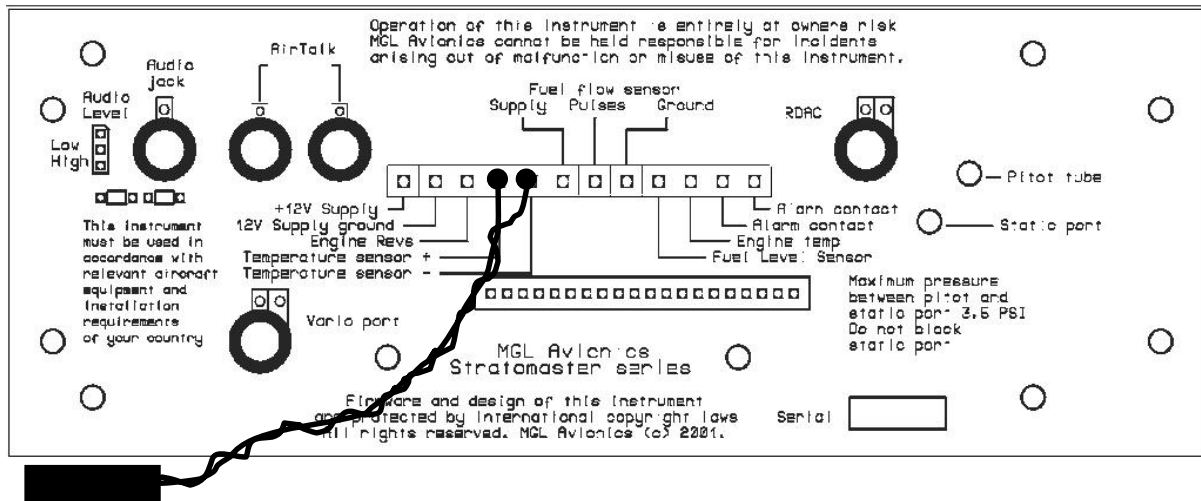 Operation of this instrument is entirely at owners risk
MGL Avionics cannot be held responsible for incidents
arising out of malfunction or misuse of this instrument.
AirTalk
Audio
jack
Audio
Level
Low
High
Fuel flow sensor
Supply Pulses Ground
RDAC
Pitot tube
Static port
+12V Supply
12V Supply ground
Engine Revs
Temperature sensor +
Temperature sensor -
Alarm contact
Alarm contact
Engine temp
Fuel Level Sensor
This instrument
must be used in
accordance with
relevant aircraft
equipment and
installation
requirements
of your country
Vario port
Maximum pressure
between pitot and
static port 3.5 PSI
Do not block
static port
MGL Avionics
Stratomaster series
Firmware and design of this instrument
are protected by international copyright laws
All rights reserved. MGL Avionics (c) 2001.
Serial